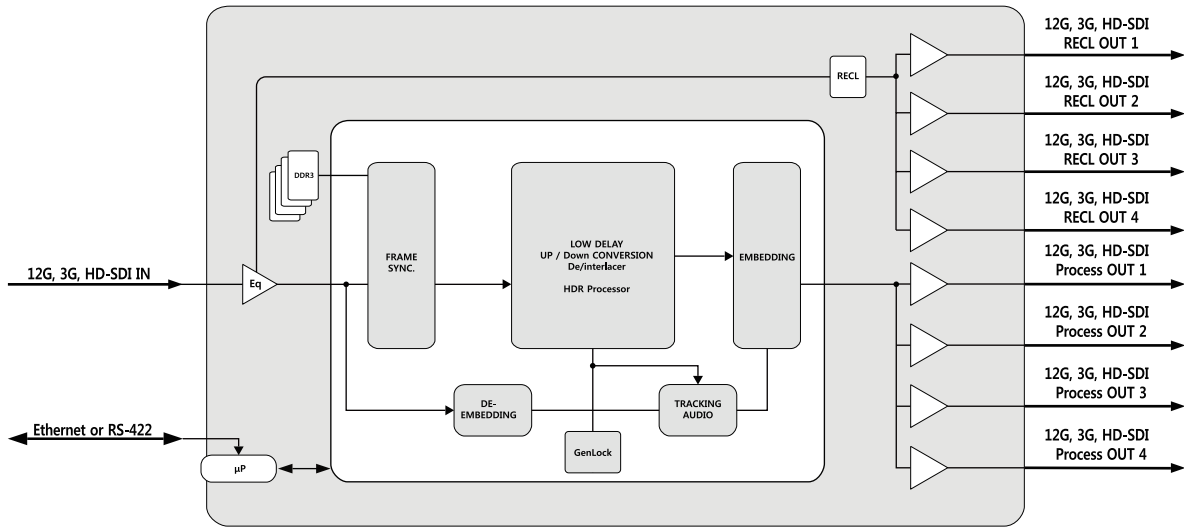 12G, 3G, HD-SDI
RECL OUT 1
RECL
12G, 3G, HD-SDI
RECL OUT 2
12G, 3G, HD-SDI
RECL OUT 3
DDR3
12G, 3G, HD-SDI
RECL OUT 4
FRAME
SYNC.
LOW DELAY
UP / Down CONVERSION
De/interlacer
HDR Processor
EMBEDDING
12G, 3G, HD-SDI IN
Eq
12G, 3G, HD-SDI
Process OUT 1
12G, 3G, HD-SDI
Process OUT 2
DE-
EMBEDDING
TRACKING
AUDIO
12G, 3G, HD-SDI
Process OUT 3
Ethernet or RS-422
GenLock
µP
12G, 3G, HD-SDI
Process OUT 4